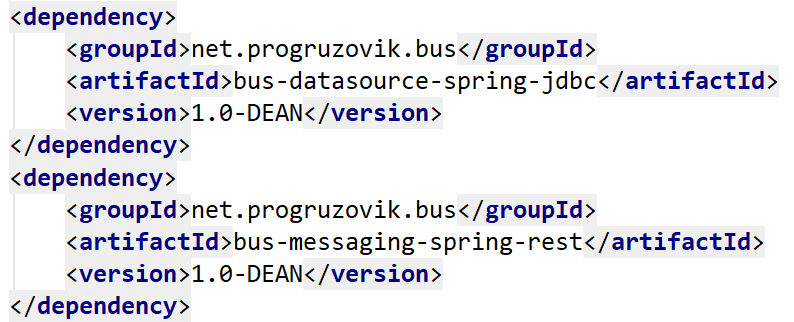 <dependency>
<groupId>net.progruzovik.bus</groupId>
<artifactId>bus-datasource-spring-jdbc</artifactId>
<version>1.0-DEAN</version>
</dependency>
<dependency>
<groupId>net.progruzovik.bus</groupId>
<artifactId>bus-messaging-spring-rest</artifactId>
<version>1.0-DEAN</version>
</dependency>